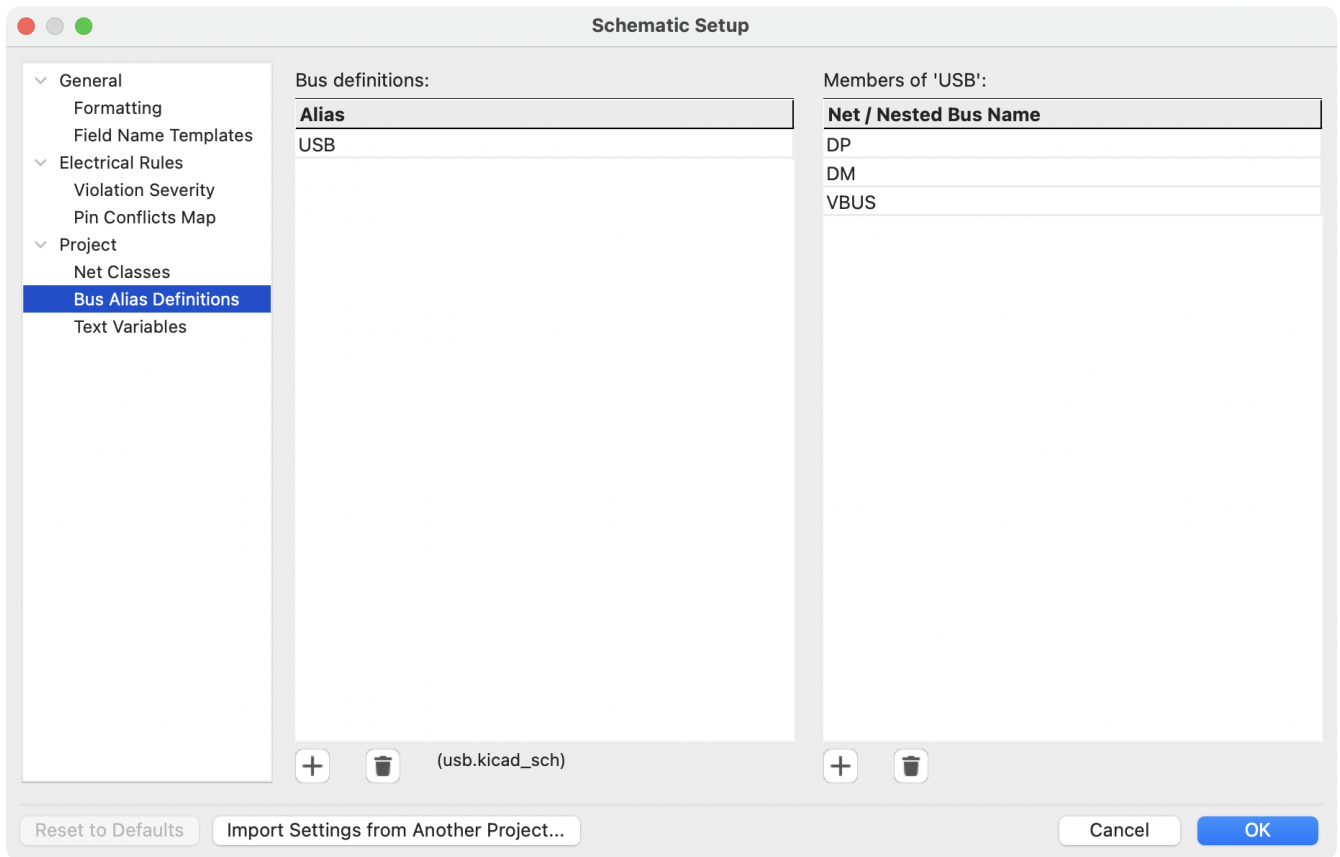 Schematic Setup
General
Formatting
Field Name Templates
Electrical Rules
Violation Severity
Pin Conflicts Map
Project
Net Classes
Bus Alias Definitions
Text Variables
Bus definitions:
Alias
USB
(usb.kicad_sch)
Members of 'USB':
Net / Nested Bus Name
DP
DM
VBUS
Reset to Defaults
Import Settings from Another Project...
Cancel
OK